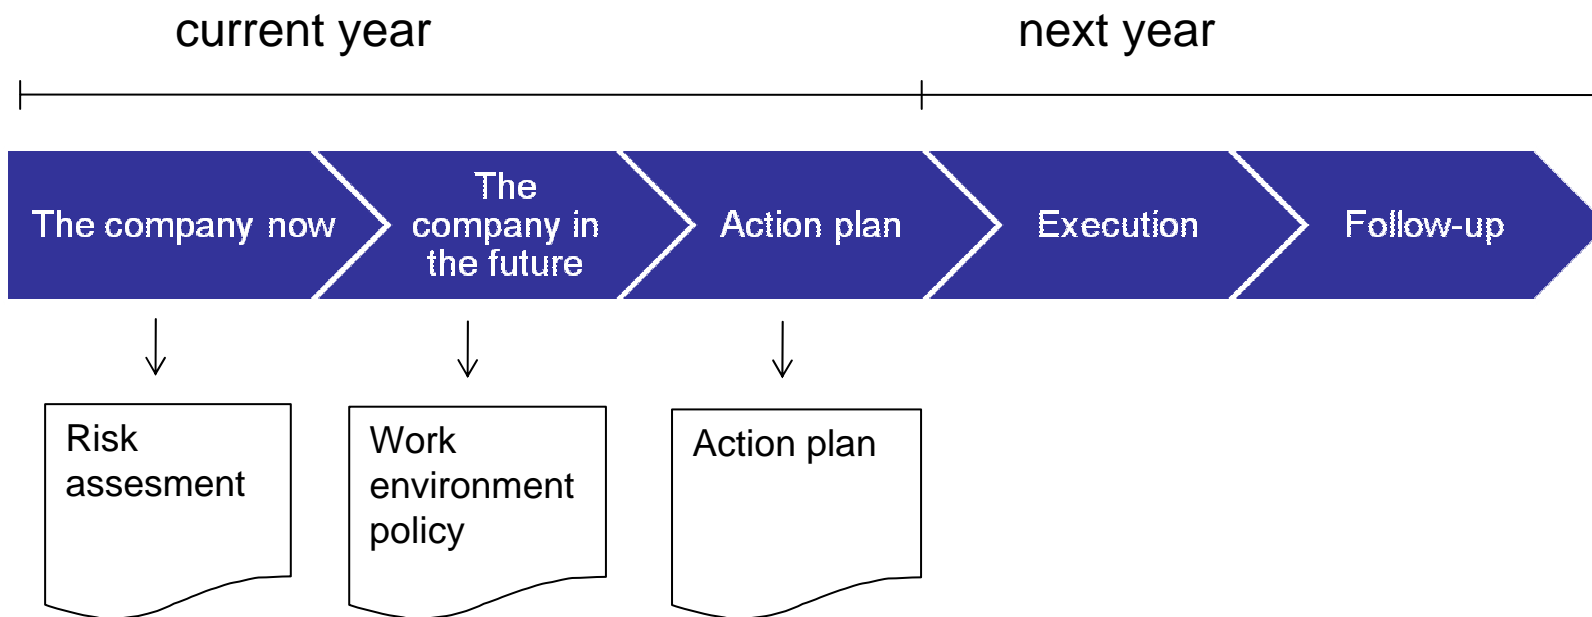 current year
next year
The company now
The
company in
the future
Action plan
Execution
Follow-up
Risk
assesment
Work
environment
policy
Action plan